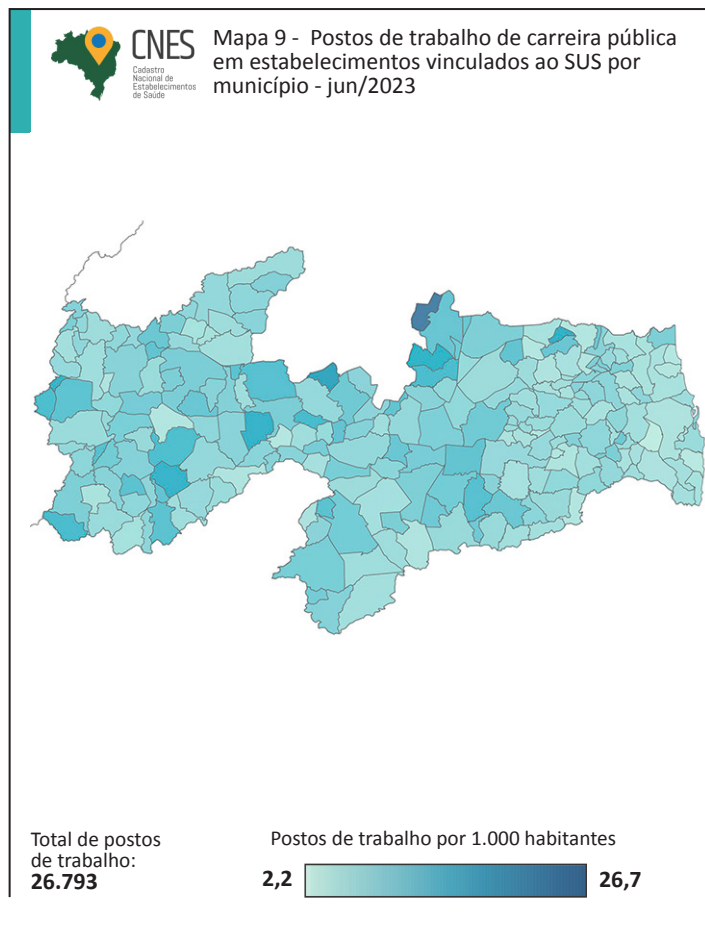 CNES
Cadastro
Nacional de
Estabelecimentos
de Saúde
Mapa 9 - Postos de trabalho de carreira pública
em estabelecimentos vinculados ao SUS por
município - jun/2023
Total de postos
de trabalho:
26.793
Postos de trabalho por 1.000 habitantes
2,2
26,7